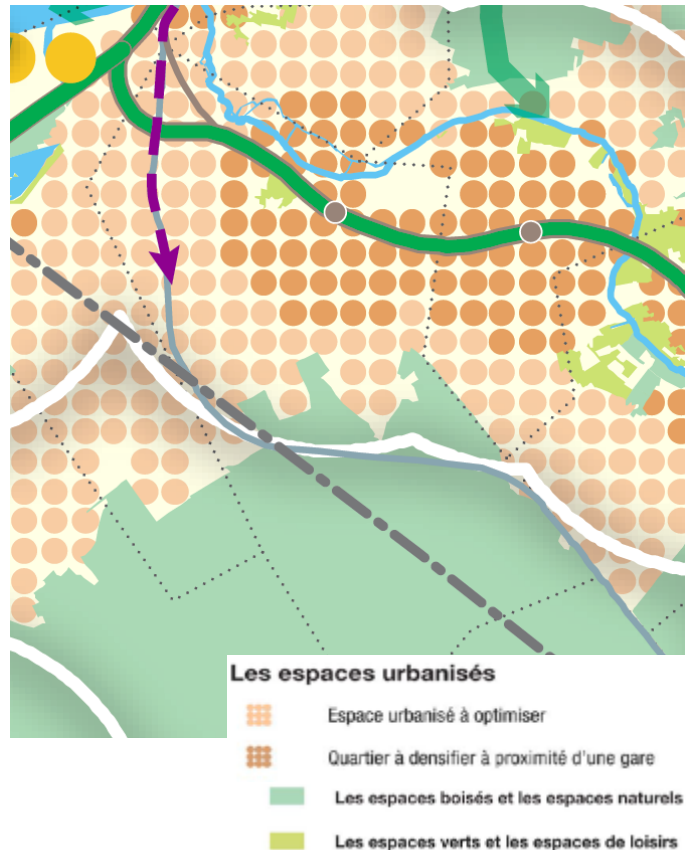 Les espaces urbanisés
Espace urbanisé à optimiser
Quartier à densifier à proximité d'une gare
Les espaces boisés et les espaces naturels
Les espaces verts et les espaces de loisirs